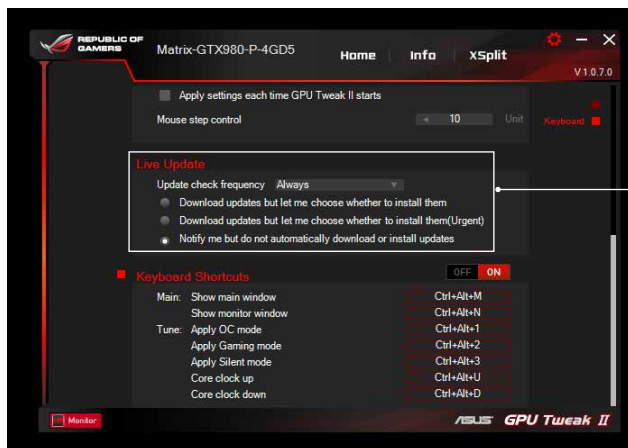 REPUBLIC OF
GAMERS
Matrix-GTX980-P-4GD5
Home
Info
XSplit
V 1.0.7.0
Apply settings each time GPU Tweak II starts
Mouse step control
10
Unit
Keyboard
Live Update
Update check frequency Always
Download updates but let me choose whether to install them
Download updates but let me choose whether to install them(Urgent)
Notify me but do not automatically download or install updates
Keyboard Shortcuts
OFF ON
Main: Show main window Ctrl+Alt+M
Show monitor window Ctrl+Alt+N
Tune: Apply OC mode Ctrl+Alt+1
Apply Gaming mode Ctrl+Alt+2
Apply Silent mode Ctrl+Alt+3
Core clock up Ctrl+Alt+U
Core clock down Ctrl+Alt+D
Monitor
ASUS GPU Tweak II